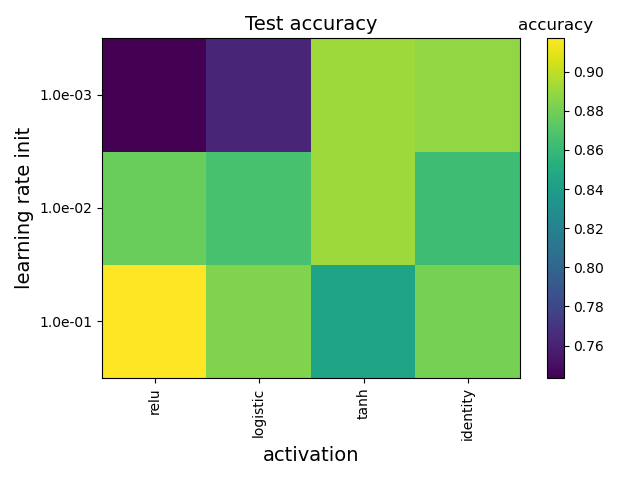 Test accuracy
accuracy
learning rate init
1.0e-03
1.0e-02
1.0e-01
relu
logistic
tanh
identity
activation
0.90
0.88
0.86
0.84
0.82
0.80
0.78
0.76